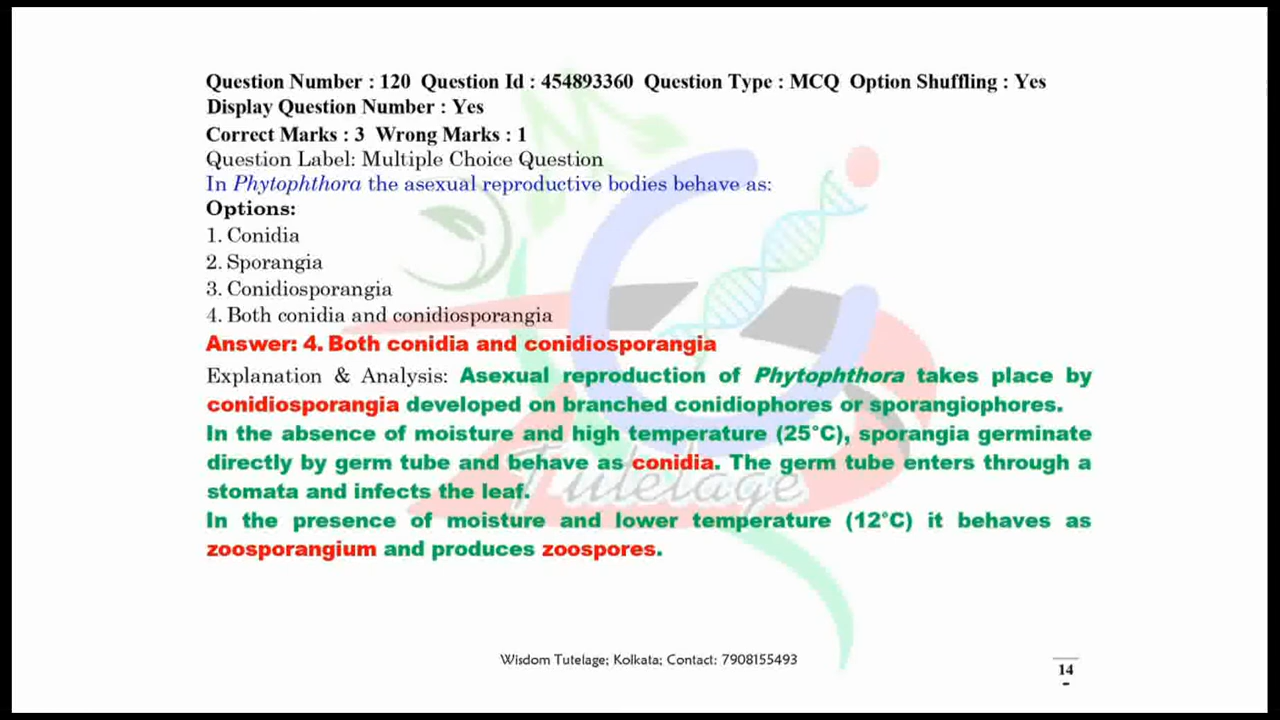 Question Number : 120 Question Id : 454893360 Question Type : MCQ Option Shuffling : Yes
Display Question Number : Yes
Correct Marks : 3 Wrong Marks : 1
Question Label: Multiple Choice Question
In Phytophthora the asexual reproductive bodies behave as:
Options:
1. Conidia
2. Sporangia
3. Conidiosporangia
4. Both conidia and conidiosporangia
Answer: 4. Both conidia and conidiosporangia
Explanation & Analysis: Asexual reproduction of Phytophthora takes place by
conidiosporangia developed on branched conidiophores or sporangiophores.
In the absence of moisture and high temperature (25°C), sporangia germinate
directly by germ tube and behave as conidia. The germ tube enters through a
stomata and infects the leaf.
Tutelage
In the presence of moisture and lower temperature (12°C) it behaves as
zoosporangium and produces zoospores.
Wisdom Tutelage; Kolkata; Contact: 7908155493
14